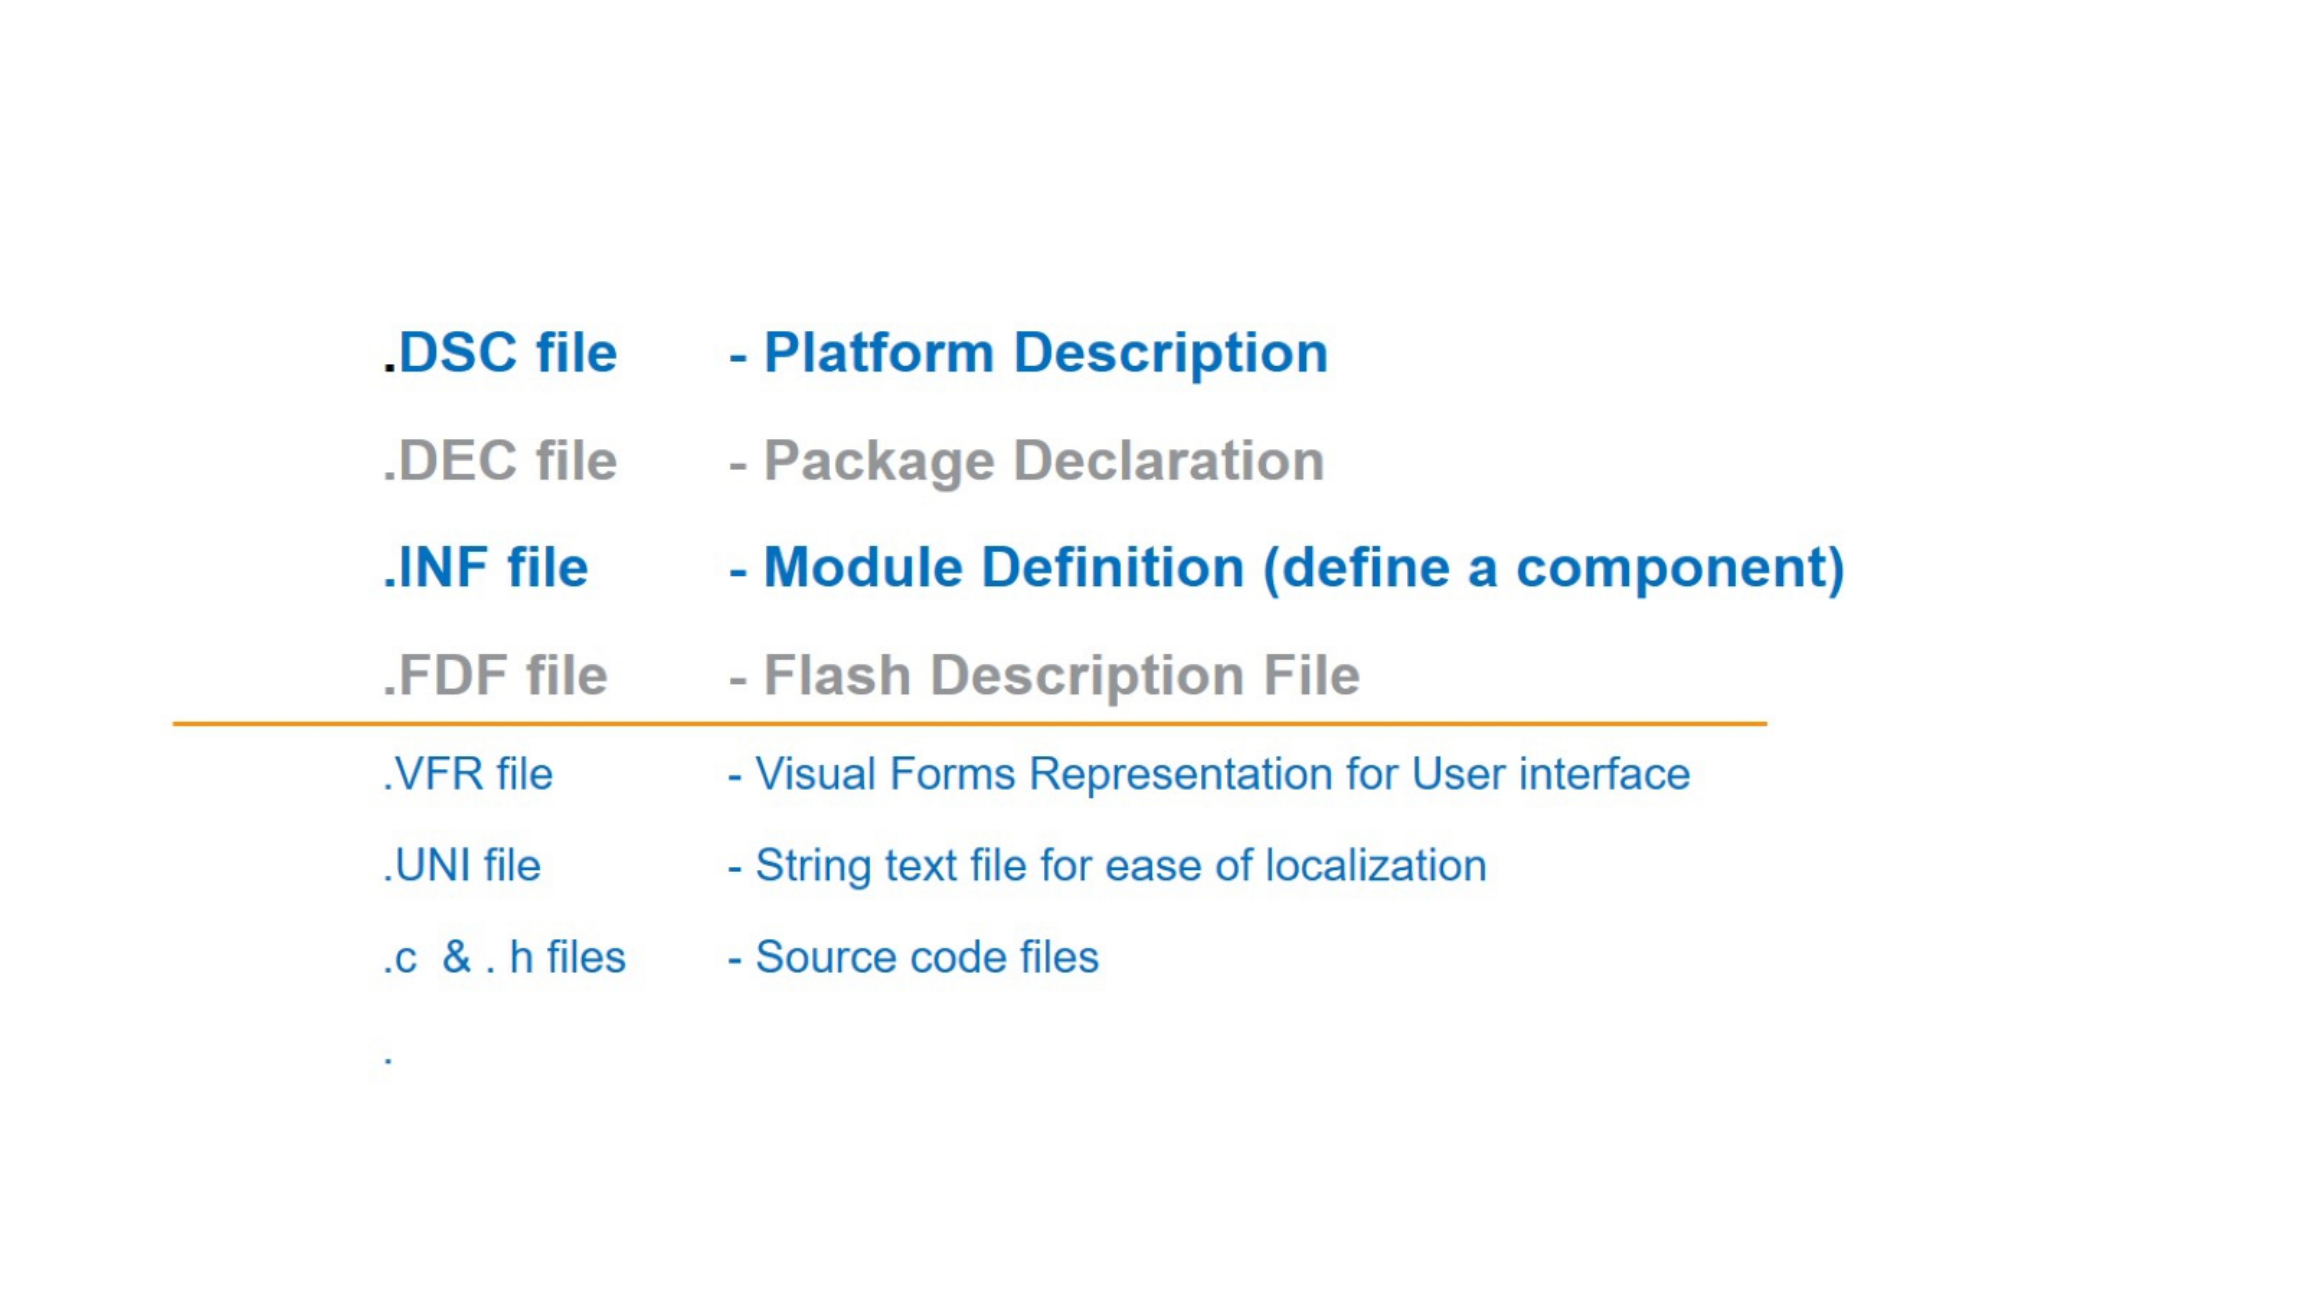 .DSC file - Platform Description
.DEC file - Package Declaration
.INF file - Module Definition (define a component)
.FDF file - Flash Description File
.VFR file - Visual Forms Representation for User interface
.UNI file - String text file for ease of localization
.c & . h files - Source code files
.